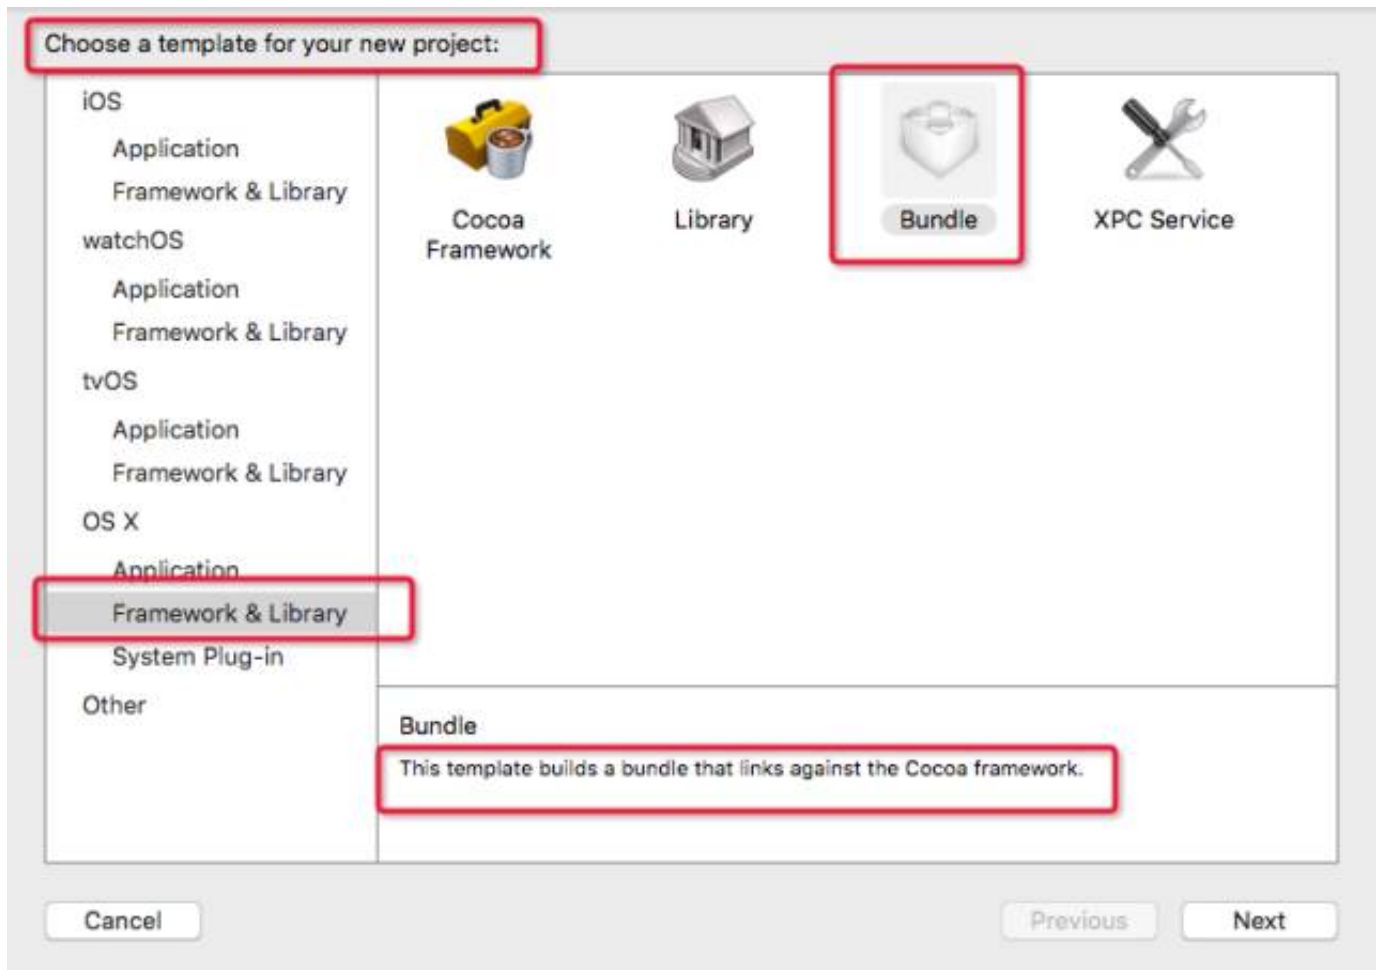 Choose a template for your new project:
iOS
Application
Framework & Library
watchOS
Application
Framework & Library
tvOS
Application
Framework & Library
OS X
Application
Framework & Library
System Plug-in
Other
Cocoa
Framework
Library
Bundle
XPC Service
Bundle
This template builds a bundle that links against the Cocoa framework.
Cancel
Previous
Next